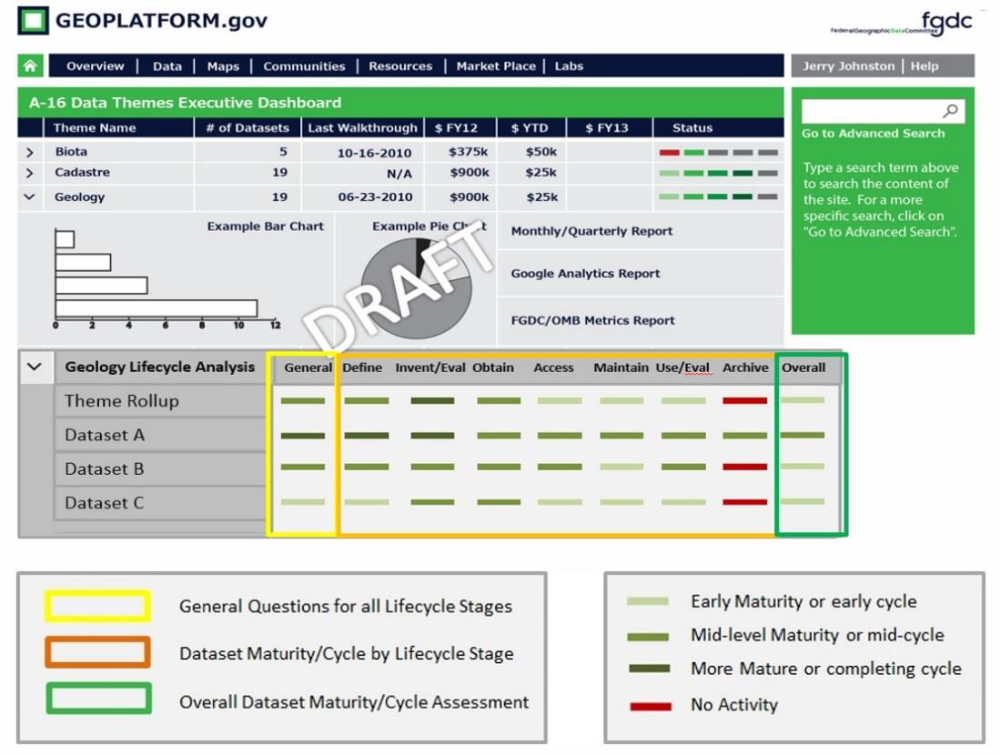 GEOPLATFORM.gov
fgdc
FederalGeographicDataCommittee
Overview | Data | Maps | Communities | Resources | Market Place | Labs
Jerry Johnston | Help
A-16 Data Themes Executive Dashboard
Theme Name # of Datasets Last Walkthrough $ FY12 $ YTD $ FY13 Status
Go to Advanced Search
Biota 5 10-16-2010 $375k $50k
Cadastre 19 N/A $900k $25k
Geology 19 06-23-2010 $900k $25k
Type a search term above
to search the content of
the site. For a more
specific search, click on
"Go to Advanced Search".
Example Bar Chart
0 2 4 6 8 10 12
Example Pie Chart
DRAFT
Monthly/Quarterly Report
Google Analytics Report
FGDC/OMB Metrics Report
Geology Lifecycle Analysis General Define Invent/Eval Obtain Access Maintain Use/Eval Archive Overall
Theme Rollup
Dataset A
Dataset B
Dataset C
General Questions for all Lifecycle Stages
Dataset Maturity/Cycle by Lifecycle Stage
Overall Dataset Maturity/Cycle Assessment
Early Maturity or early cycle
Mid-level Maturity or mid-cycle
More Mature or completing cycle
No Activity